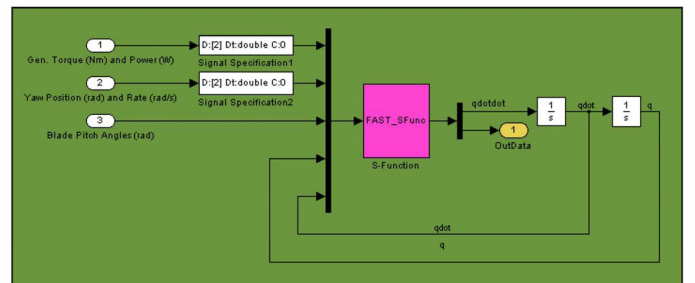 1
D:[2] Dt:double C:0
Gen. Torque (Nm) and Power (W)
Signal Specification1
2
D:[2] Dt:double C:0
Yaw Position (rad) and Rate (rad/s)
Signal Specification2
3
Blade Pitch Angles (rad)
FAST_SFunc
S-Function
qdotdot
1
s
qdot
1
s
q
1
OutData
qdot
q